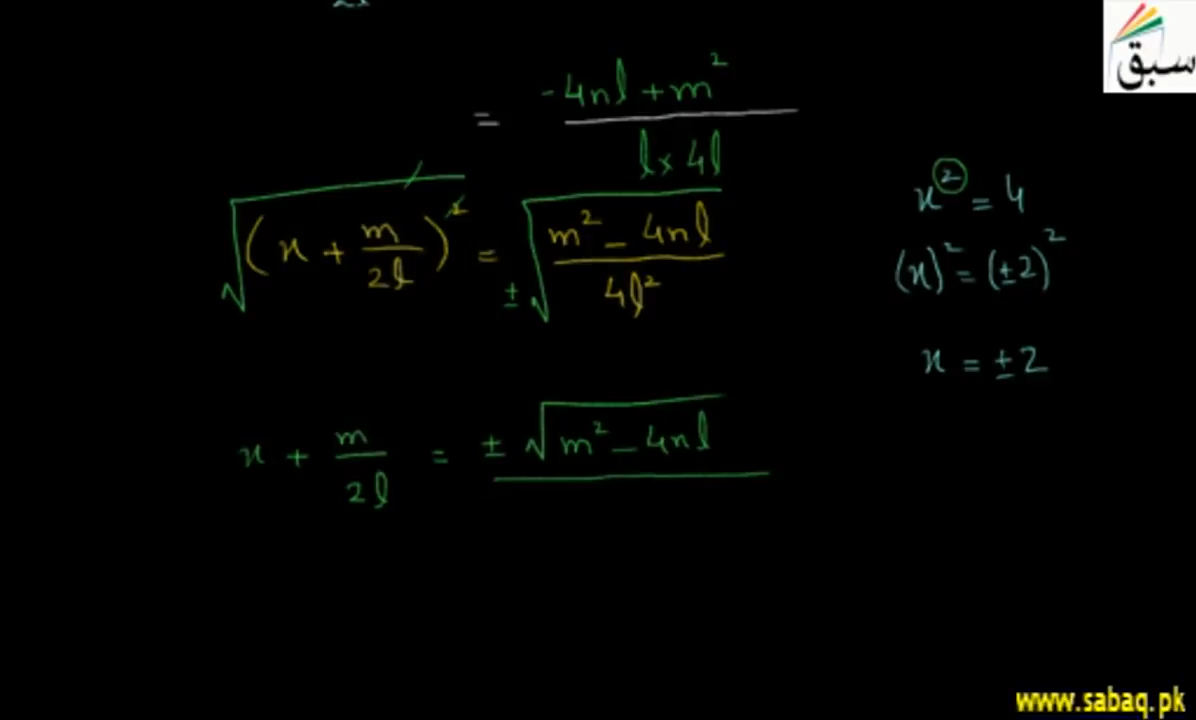 سبق
= (-4nl + m²) / (l × 4l)
√(x + m/2l)² = ± √((m² - 4nl) / 4l²)
x + m/2l = ± √(m² - 4nl)
x² = 4
(x)² = (±2)²
x = ±2
www.sabaq.pk